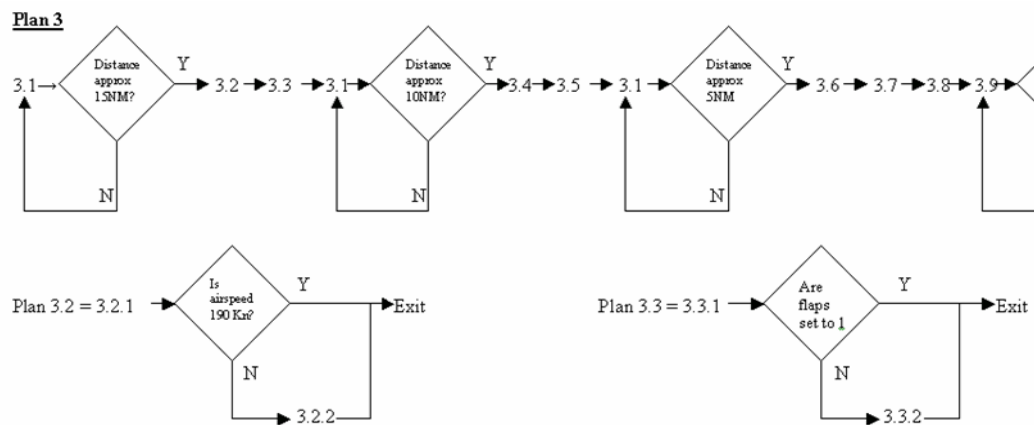 Plan 3
Distance
approx
15NM?
Y
N
3.1
3.2
3.3
3.1
Distance
approx
10NM?
Y
N
3.4
3.5
3.1
Distance
approx
5NM
Y
N
3.6
3.7
3.8
3.9
Plan 3.2 = 3.2.1
Is
airspeed
190 Kn?
Y
Exit
N
3.2.2
Plan 3.3 = 3.3.1
Are
flaps
set to 1
Y
Exit
N
3.3.2